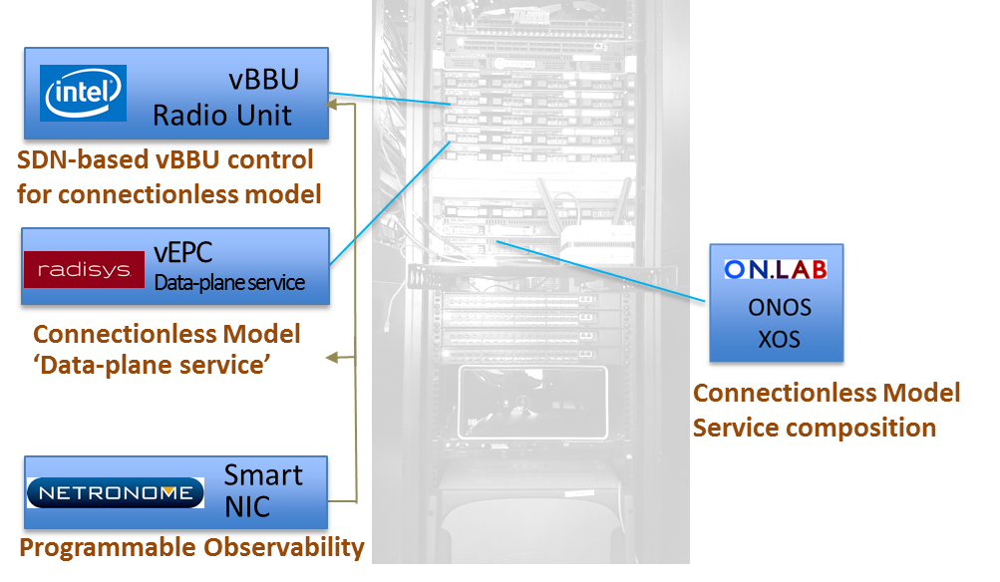 intel
vBBU
Radio Unit
SDN-based vBBU control
for connectionless model
radisys
vEPC
Data-plane service
Connectionless Model
‘Data-plane service’
NETRONOME
Smart
NIC
Programmable Observability
ON.LAB
ONOS
XOS
Connectionless Model
Service composition